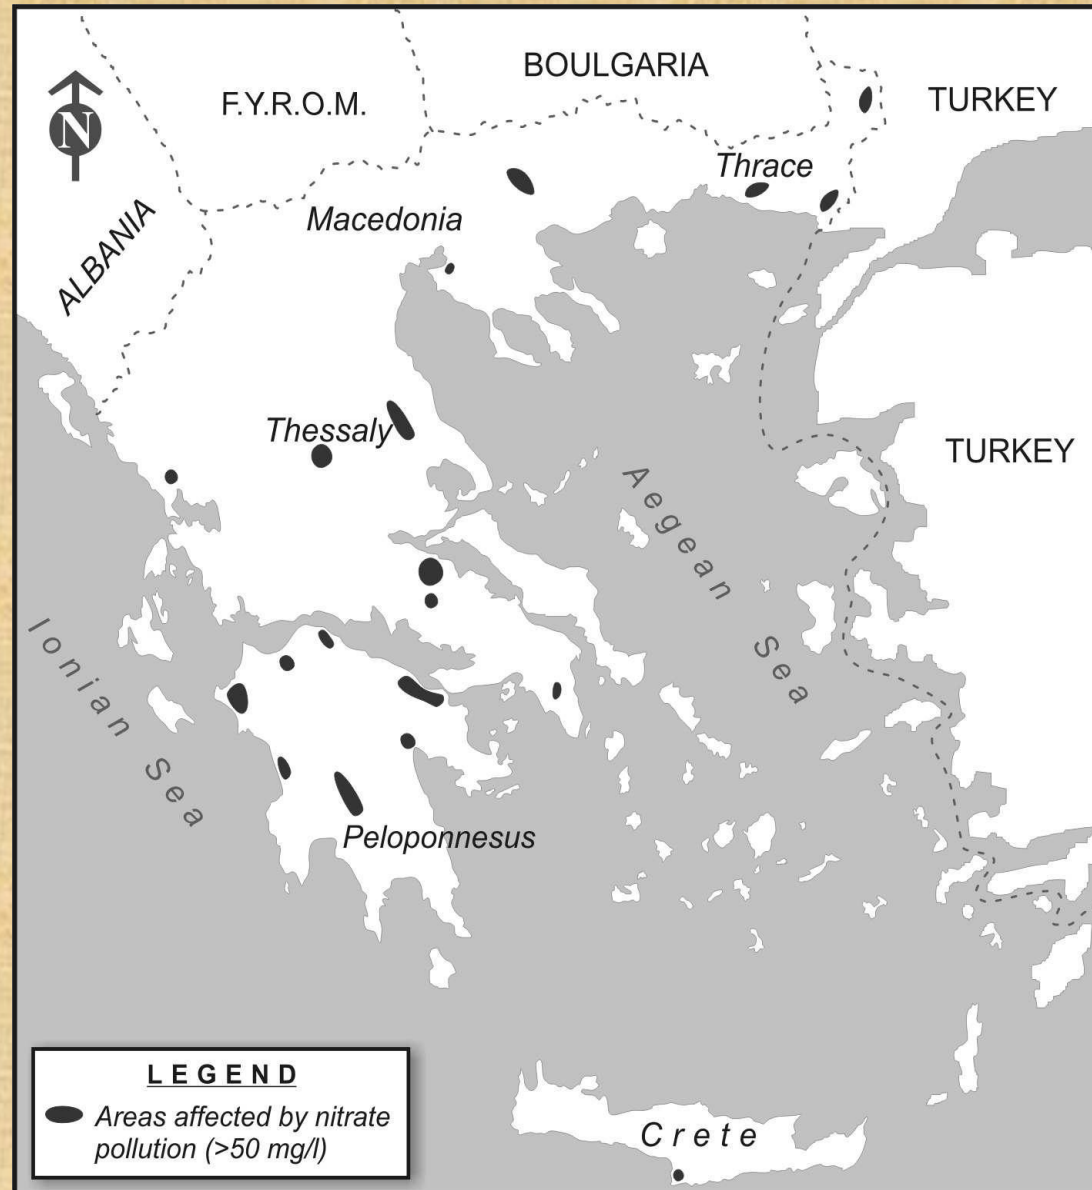 BOULGARIA
F.Y.R.O.M.
TURKEY
N
Thrace
Macedonia
ALBANIA
Thessaly
TURKEY
Aegean Sea
Ionian Sea
Peloponnesus
LEGEND
Areas affected by nitrate
pollution (>50 mg/l)
Crete